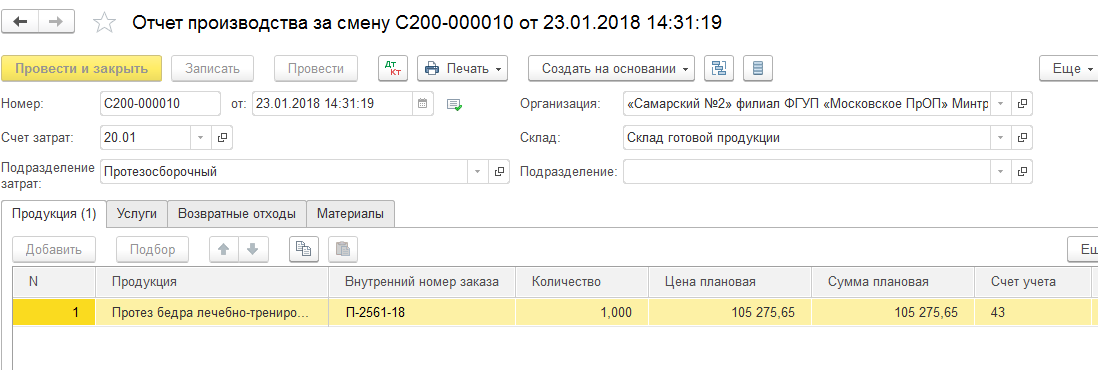 Отчет производства за смену С200-000010 от 23.01.2018 14:31:19
Провести и закрыть Записать Провести Дт Кт Печать Создать на основании Еще
Номер: С200-000010 от: 23.01.2018 14:31:19 Организация: «Самарский №2» филиал ФГУП «Московское ПрОП» Минтр
Счет затрат: 20.01 Склад: Склад готовой продукции
Подразделение затрат: Протезосборочный Подразделение:
Продукция (1) Услуги Возвратные отходы Материалы
Добавить Подбор Ещ
N Продукция Внутренний номер заказа Количество Цена плановая Сумма плановая Счет учета
1 Протез бедра лечебно-трениро... П-2561-18 1,000 105 275,65 105 275,65 43